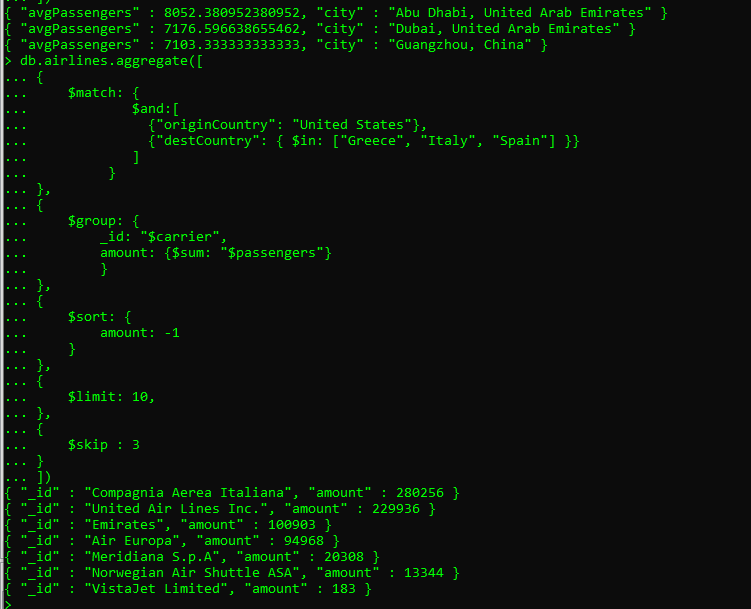 ... ])
{ "avgPassengers" : 8052.380952380952, "city" : "Abu Dhabi, United Arab Emirates" }
{ "avgPassengers" : 7176.596638655462, "city" : "Dubai, United Arab Emirates" }
{ "avgPassengers" : 7103.333333333333, "city" : "Guangzhou, China" }
> db.airlines.aggregate([
... {
...     $match: {
...             $and:[
...               {"originCountry": "United States"},
...               {"destCountry": { $in: ["Greece", "Italy", "Spain"] }}
...             ]
...          }
... },
... {
...     $group: {
...         _id: "$carrier",
...         amount: {$sum: "$passengers"}
...         }
... },
... {
...     $sort: {
...         amount: -1
...     }
... },
... {
...     $limit: 10,
... },
... {
...     $skip : 3
... }
... ])
{ "_id" : "Compagnia Aerea Italiana", "amount" : 280256 }
{ "_id" : "United Air Lines Inc.", "amount" : 229936 }
{ "_id" : "Emirates", "amount" : 100903 }
{ "_id" : "Air Europa", "amount" : 94968 }
{ "_id" : "Meridiana S.p.A", "amount" : 20308 }
{ "_id" : "Norwegian Air Shuttle ASA", "amount" : 13344 }
{ "_id" : "VistaJet Limited", "amount" : 183 }
>